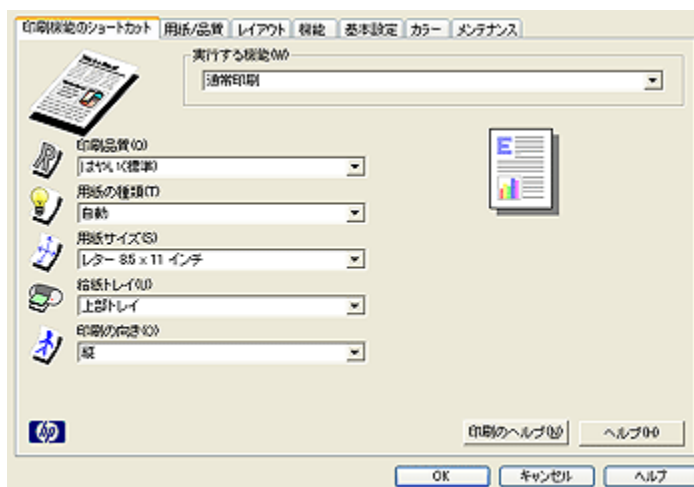 印刷機能のショートカット 用紙/品質 レイアウト 機能 基本設定 カラー メンテナンス
実行する機能(W)
通常印刷
印刷品質(Q)
はやい(標準)
用紙の種類(T)
自動
用紙サイズ(S)
レター 8.5 x 11 インチ
給紙トレイ(U)
上部トレイ
印刷の向き(O)
縦
hp
印刷のヘルプ(N) ヘルプ(H)
OK キャンセル ヘルプ